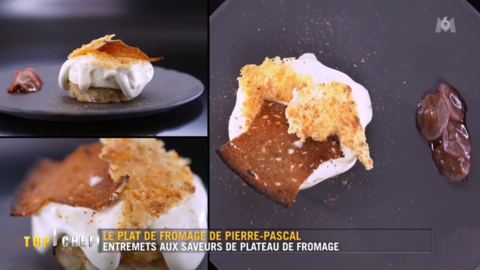 M6
TOP CHEF
LE PLAT DE FROMAGE DE PIERRE-PASCAL
ENTREMETS AUX SAVEURS DE PLATEAU DE FROMAGE